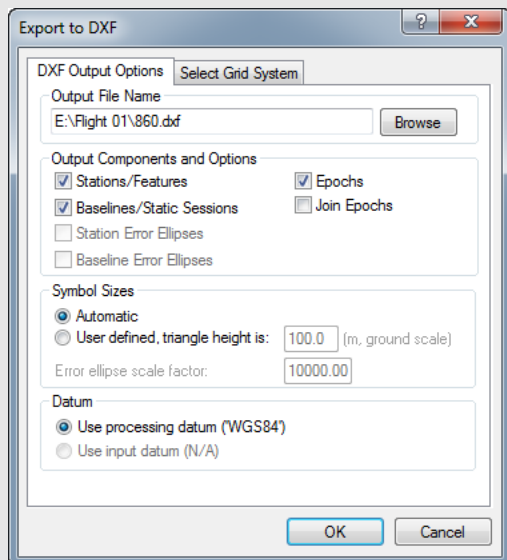 Export to DXF
?
DXF Output Options Select Grid System
Output File Name
E:\Flight 01\860.dxf Browse
Output Components and Options
Stations/Features Epochs
Baselines/Static Sessions Join Epochs
Station Error Ellipses
Baseline Error Ellipses
Symbol Sizes
Automatic
User defined, triangle height is: 100.0 (m, ground scale)
Error ellipse scale factor: 10000.00
Datum
Use processing datum ('WGS84')
Use input datum (N/A)
OK Cancel